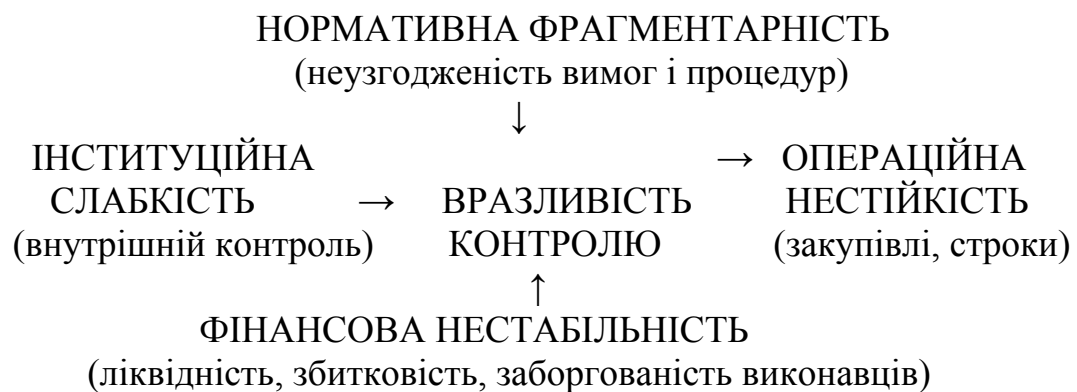 НОРМАТИВНА ФРАГМЕНТАРНІСТЬ
(неузгодженість вимог і процедур)
↓
ІНСТИТУЦІЙНА → ОПЕРАЦІЙНА
СЛАБКІСТЬ → ВРАЗЛИВІСТЬ НЕСТІЙКІСТЬ
(внутрішній контроль) КОНТРОЛЮ (закупівлі, строки)
↑
ФІНАНСОВА НЕСТАБІЛЬНІСТЬ
(ліквідність, збитковість, заборгованість виконавців)